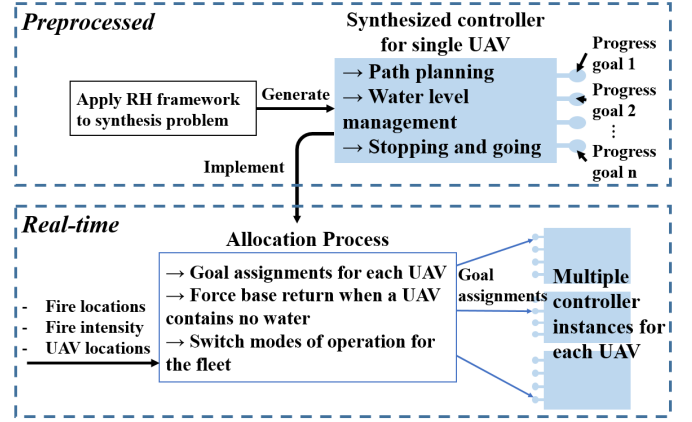 Preprocessed
Synthesized controller
for single UAV
Apply RH framework
to synthesis problem
Generate
→ Path planning
→ Water level
management
→ Stopping and going
Progress
goal 1
Progress
goal 2
⋮
Progress
goal n
Implement
Real-time
Allocation Process
- Fire locations
- Fire intensity
- UAV locations
→ Goal assignments for each UAV
→ Force base return when a UAV
contains no water
→ Switch modes of operation for
the fleet
Goal
assignments
Multiple
controller
instances for
each UAV